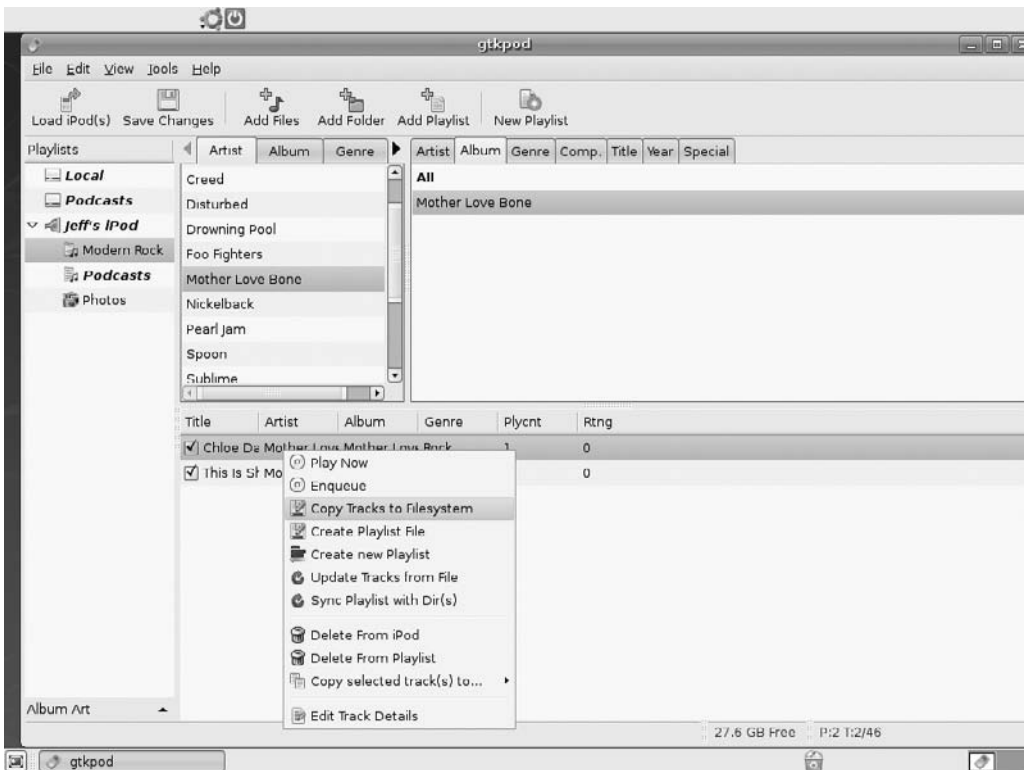 gtkpod
File Edit View Tools Help
Load iPod(s) Save Changes Add Files Add Folder Add Playlist New Playlist
Playlists
Local
Podcasts
Jeff's iPod
Modern Rock
Podcasts
Photos
Album Art
Artist Album Genre
Creed
Disturbed
Drowning Pool
Foo Fighters
Mother Love Bone
Nickelback
Pearl Jam
Spoon
Sublime
Artist Album Genre Comp. Title Year Special
All
Mother Love Bone
Title Artist Album Genre Plycnt Rtng
Chloe Da Mother Love Mother Love Rock 1 0
This Is Sh Mo 0
Play Now
Enqueue
Copy Tracks to Filesystem
Create Playlist File
Create new Playlist
Update Tracks from File
Sync Playlist with Dir(s)
Delete From iPod
Delete From Playlist
Copy selected track(s) to...
Edit Track Details
27.6 GB Free P:2 T:2/46
gtkpod